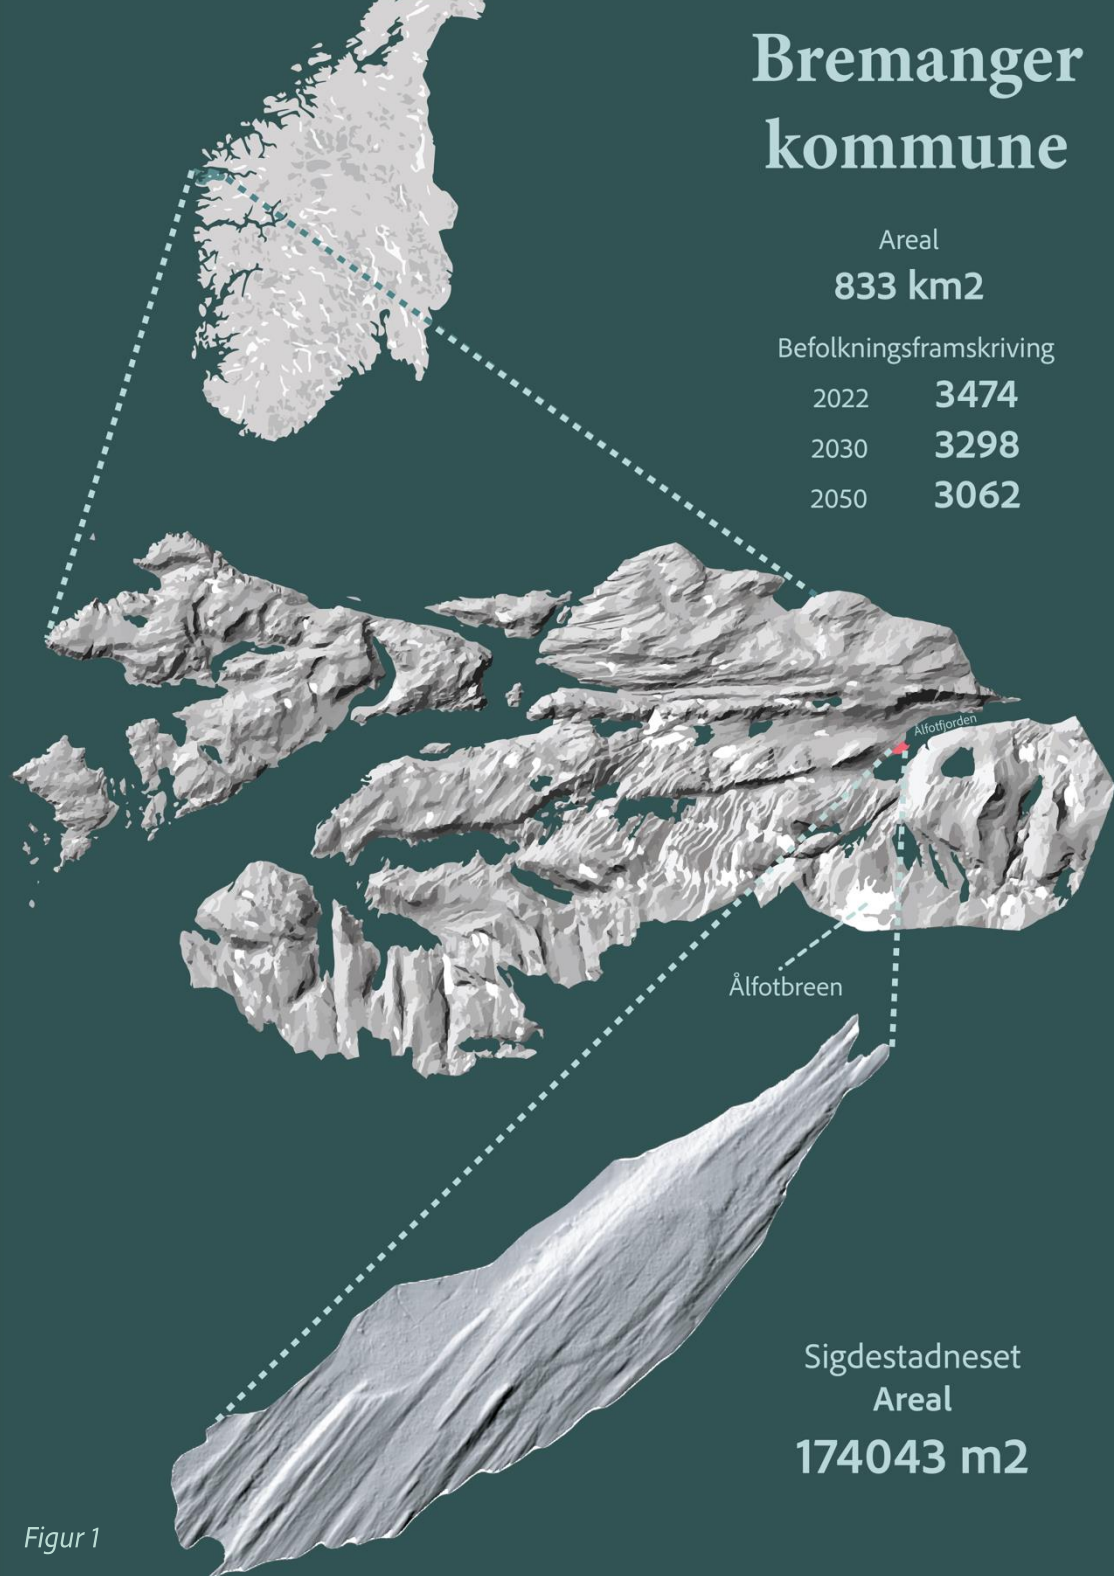 Bremanger
kommune
Areal
833 km2
Befolkningsframskriving
2022 3474
2030 3298
2050 3062
Ålfotfjorden
Ålfotbreen
Sigdestadneset
Areal
174043 m2
Figur 1